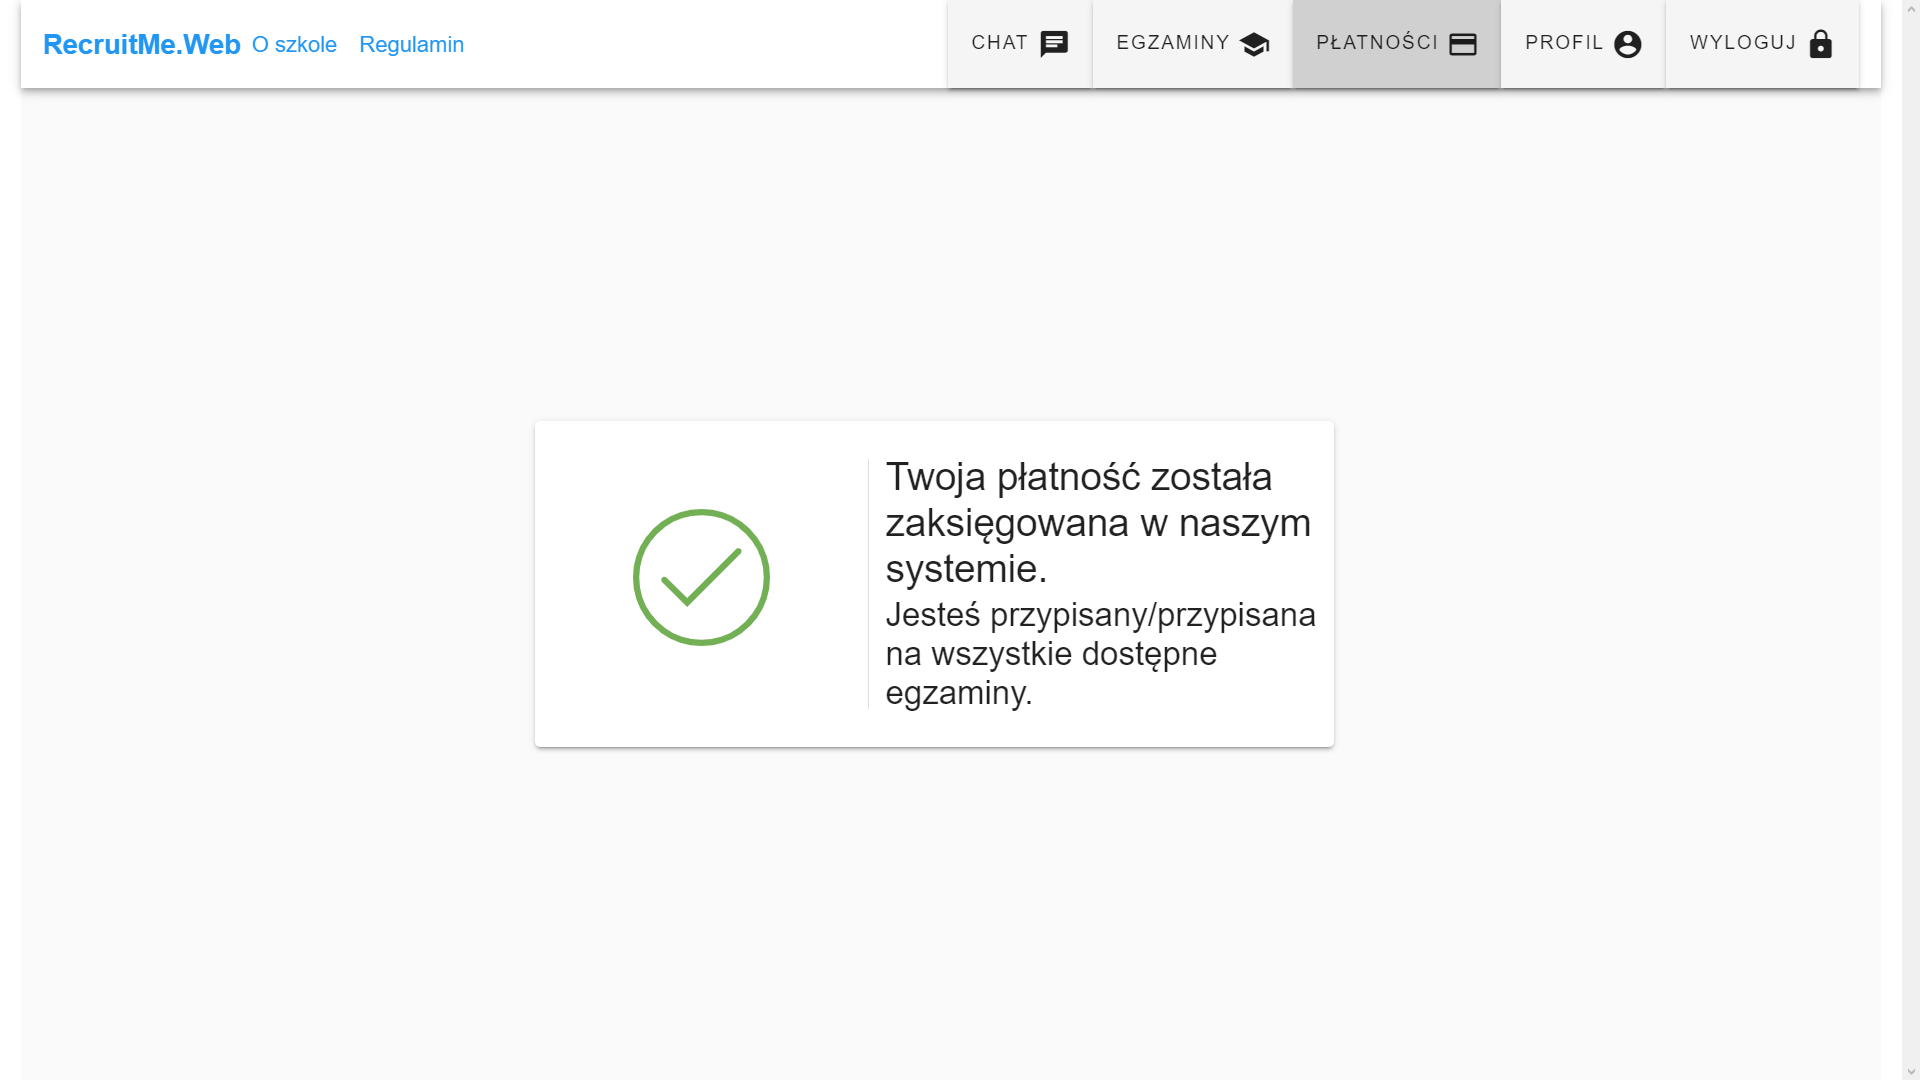 RecruitMe.Web O szkole Regulamin CHAT EGZAMINY PŁATNOŚCI PROFIL WYLOGUJ
Twoja płatność została
zaksięgowana w naszym
systemie.
Jesteś przypisany/przypisana
na wszystkie dostępne
egzaminy.